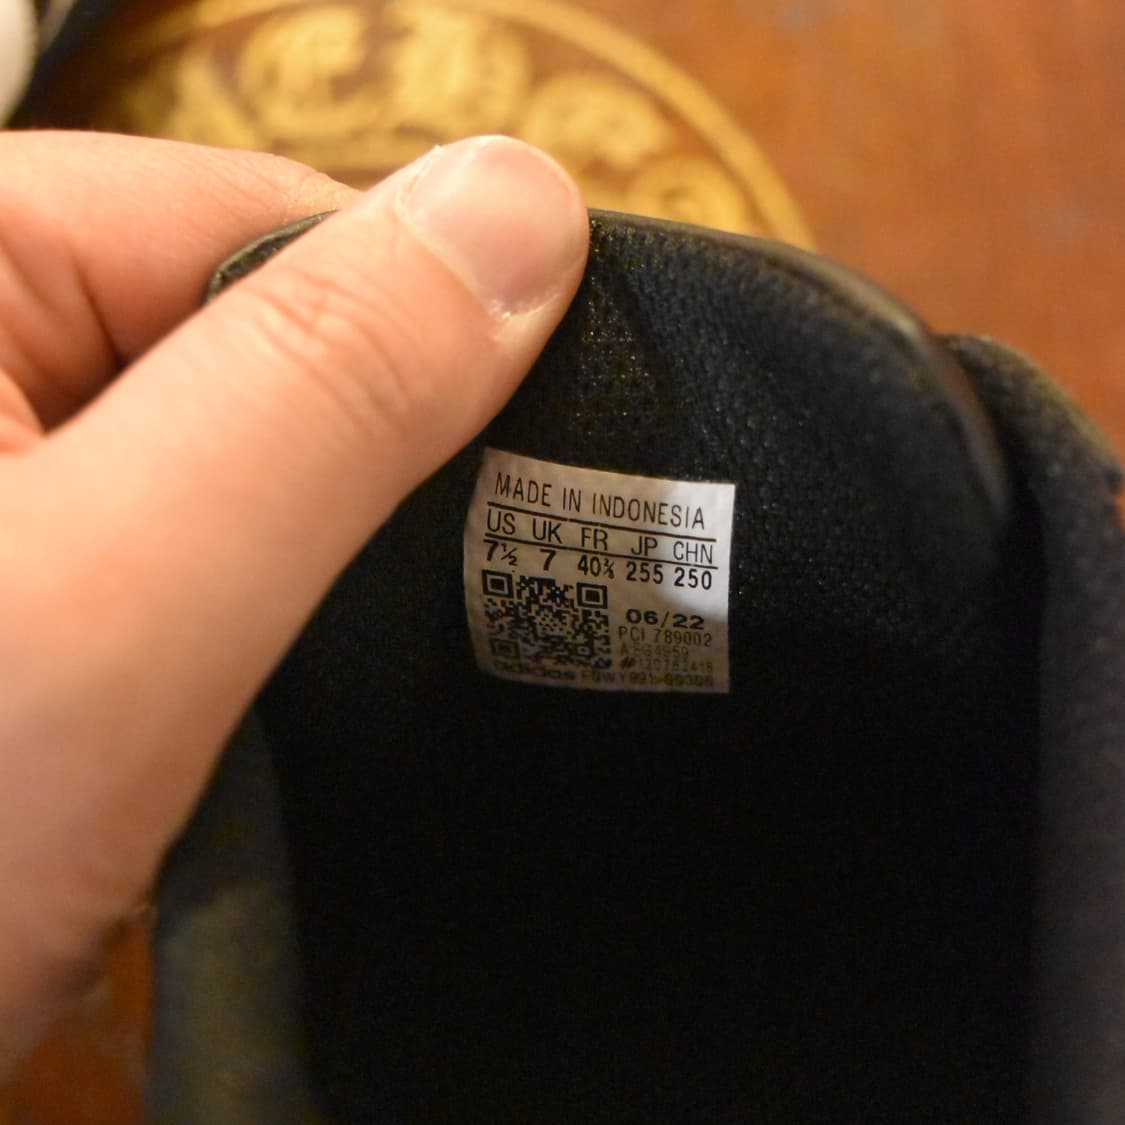 MADE IN INDONESIA
US UK FR JP CHN
7½ 7 40⅔ 255 250
06/22
PCI 789002
adidas